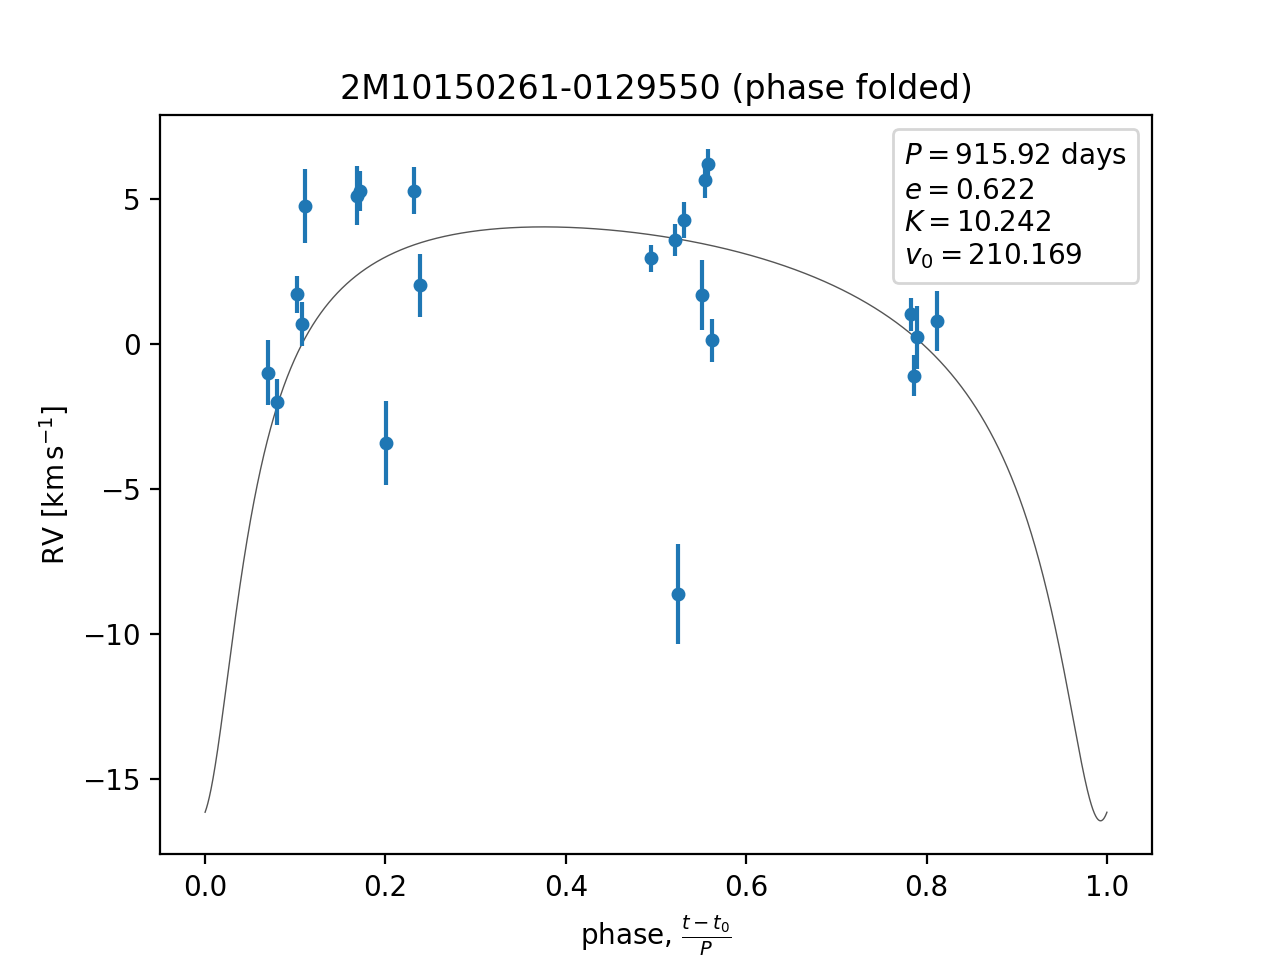 2M10150261-0129550 (phase folded)
P = 915.92 days
e = 0.622
K = 10.242
v₀ = 210.169
RV [km s⁻¹]
5
0
−5
−10
−15
0.0 0.2 0.4 0.6 0.8 1.0
phase, (t − t₀)/P